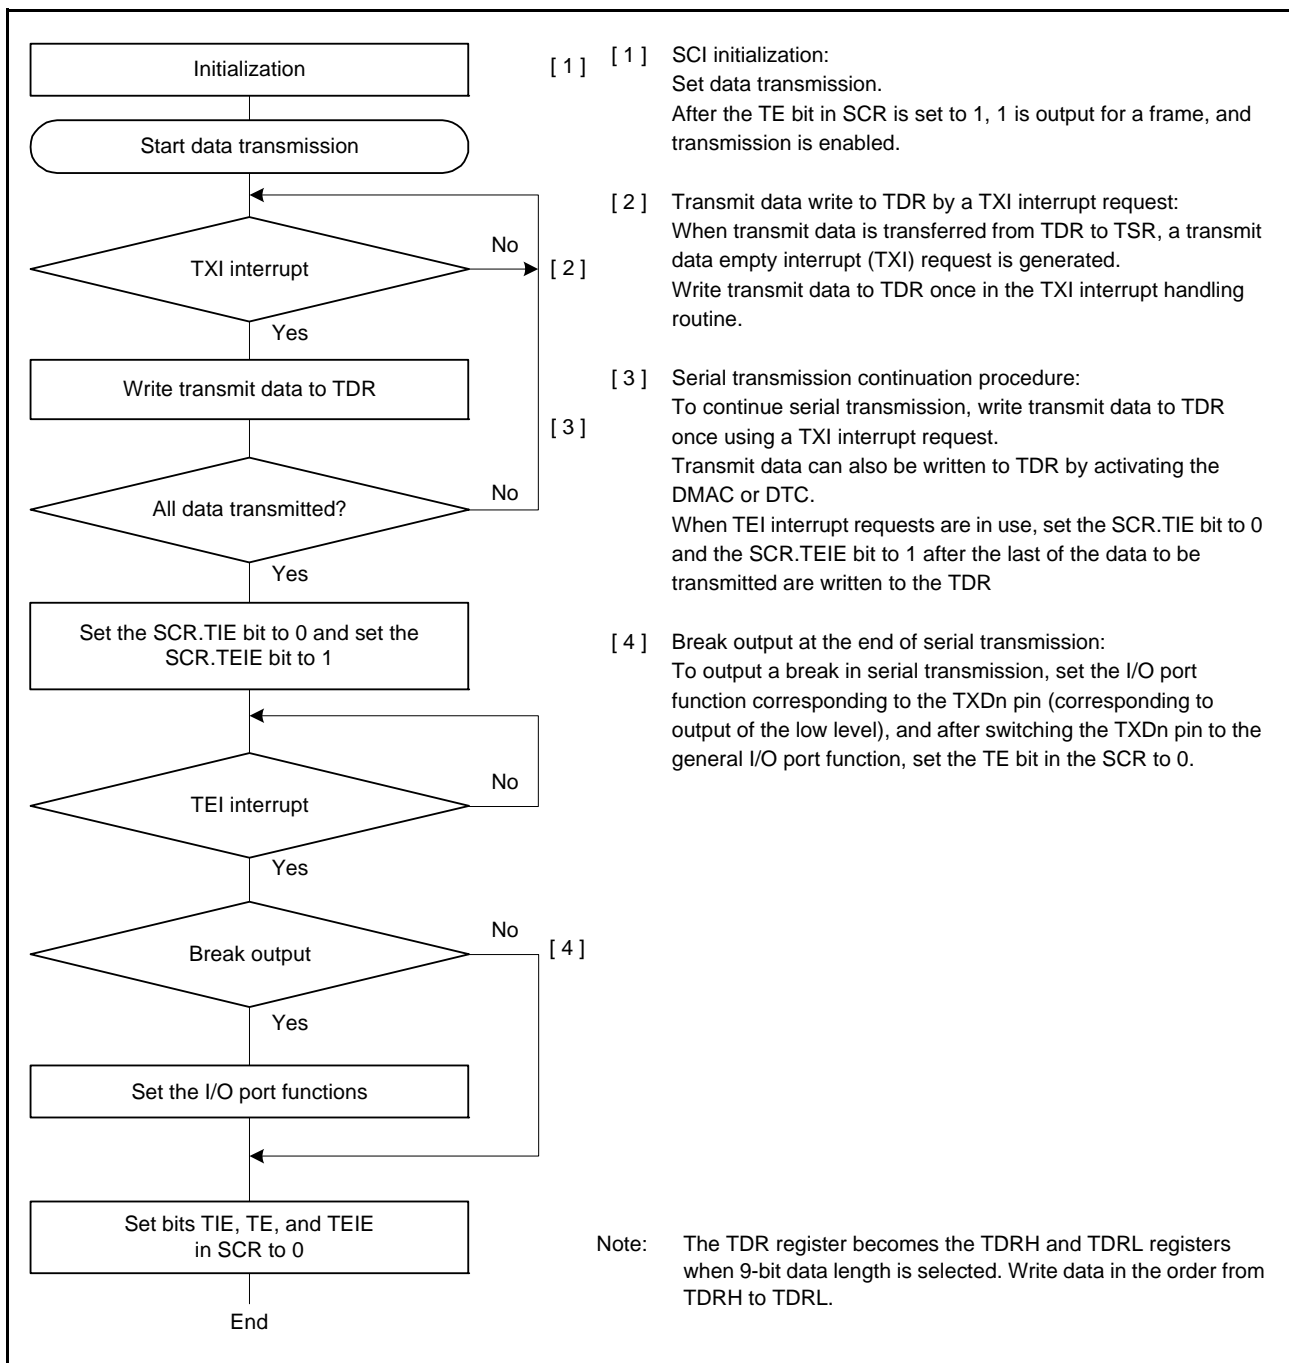 Initialization
[ 1 ]
Start data transmission
TXI interrupt
No
[ 2 ]
Yes
Write transmit data to TDR
[ 3 ]
All data transmitted?
No
Yes
Set the SCR.TIE bit to 0 and set the
SCR.TEIE bit to 1
TEI interrupt
No
Yes
Break output
No
[ 4 ]
Yes
Set the I/O port functions
Set bits TIE, TE, and TEIE
in SCR to 0
End
[ 1 ] SCI initialization:
Set data transmission.
After the TE bit in SCR is set to 1, 1 is output for a frame, and
transmission is enabled.
[ 2 ] Transmit data write to TDR by a TXI interrupt request:
When transmit data is transferred from TDR to TSR, a transmit
data empty interrupt (TXI) request is generated.
Write transmit data to TDR once in the TXI interrupt handling
routine.
[ 3 ] Serial transmission continuation procedure:
To continue serial transmission, write transmit data to TDR
once using a TXI interrupt request.
Transmit data can also be written to TDR by activating the
DMAC or DTC.
When TEI interrupt requests are in use, set the SCR.TIE bit to 0
and the SCR.TEIE bit to 1 after the last of the data to be
transmitted are written to the TDR
[ 4 ] Break output at the end of serial transmission:
To output a break in serial transmission, set the I/O port
function corresponding to the TXDn pin (corresponding to
output of the low level), and after switching the TXDn pin to the
general I/O port function, set the TE bit in the SCR to 0.
Note: The TDR register becomes the TDRH and TDRL registers
when 9-bit data length is selected. Write data in the order from
TDRH to TDRL.